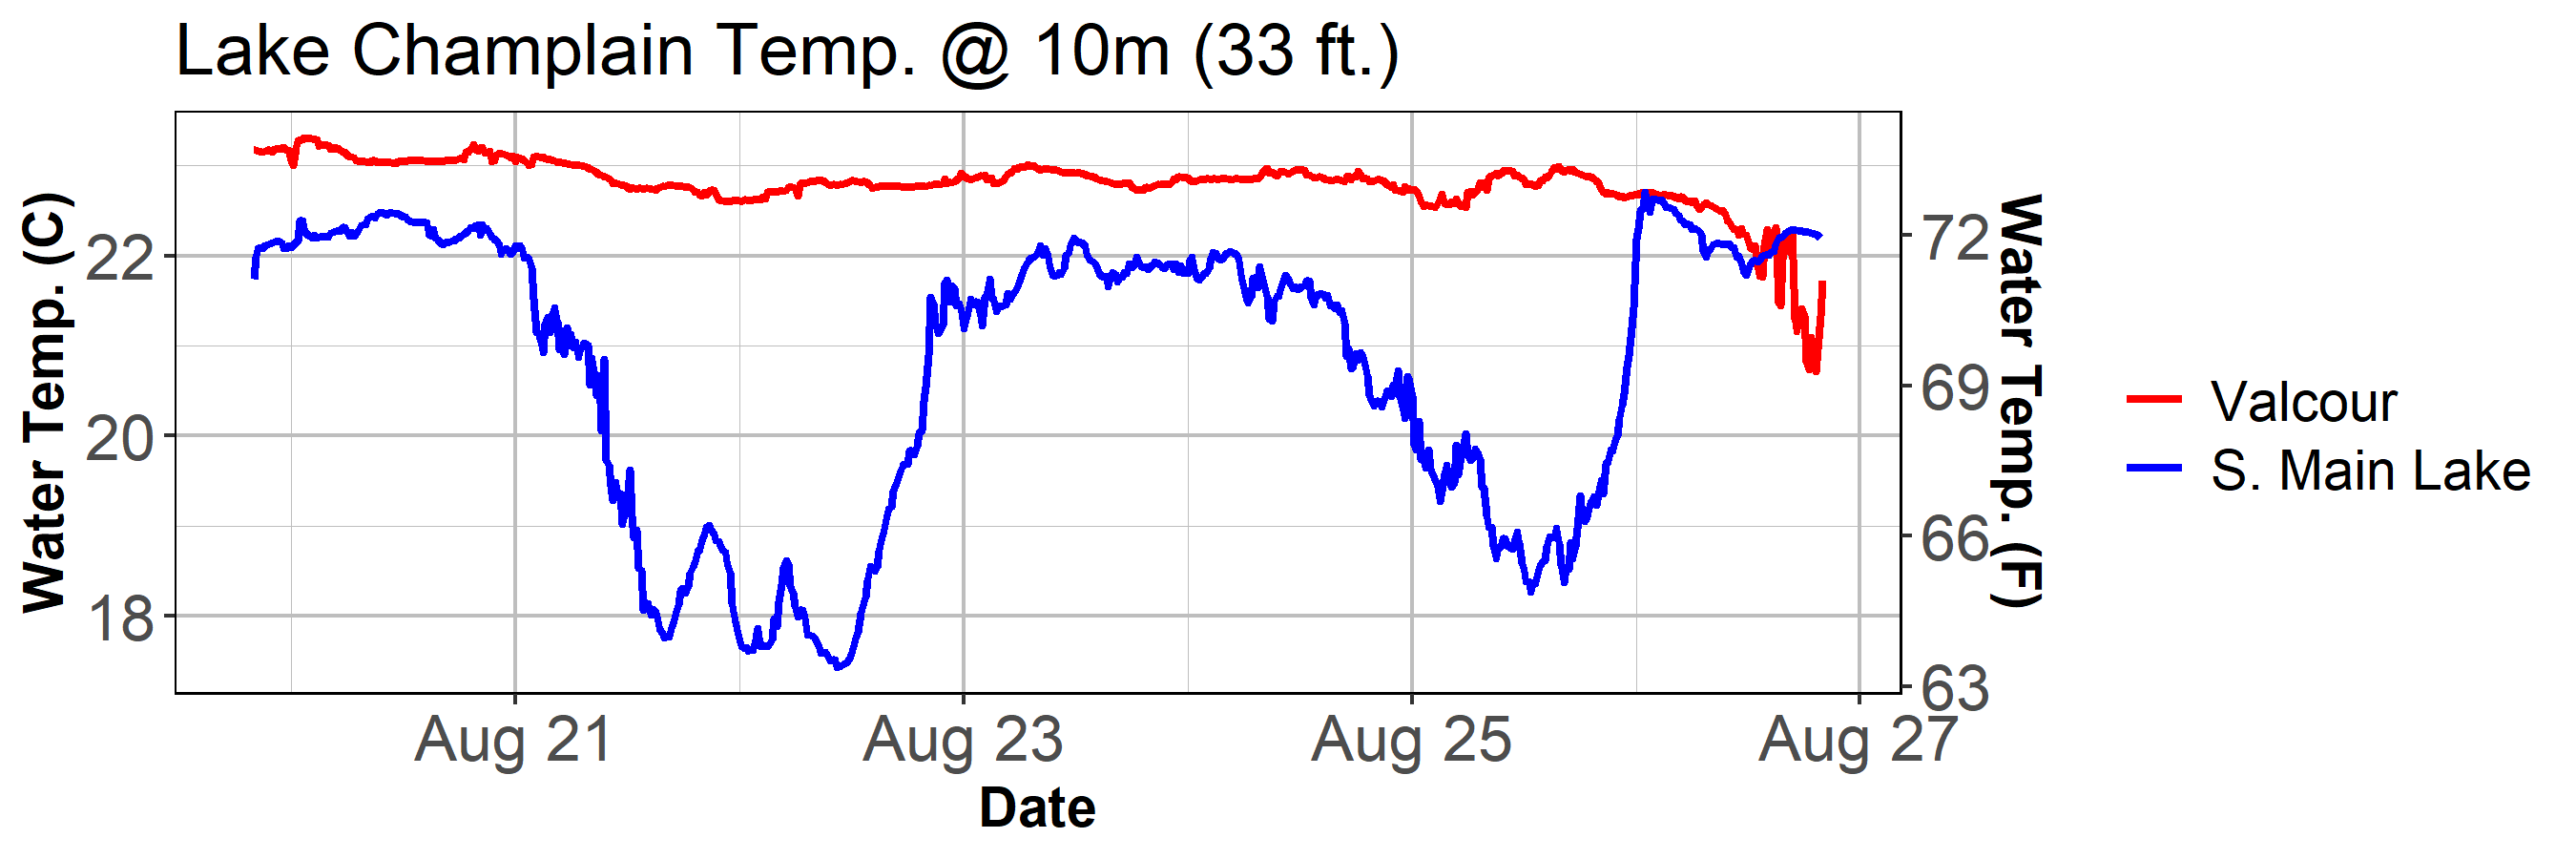 Lake Champlain Temp. @ 10m (33 ft.)
Water Temp. (C)
22
20
18
72
69
66
63
Water Temp. (F)
Aug 21
Aug 23
Aug 25
Aug 27
Date
Valcour
S. Main Lake